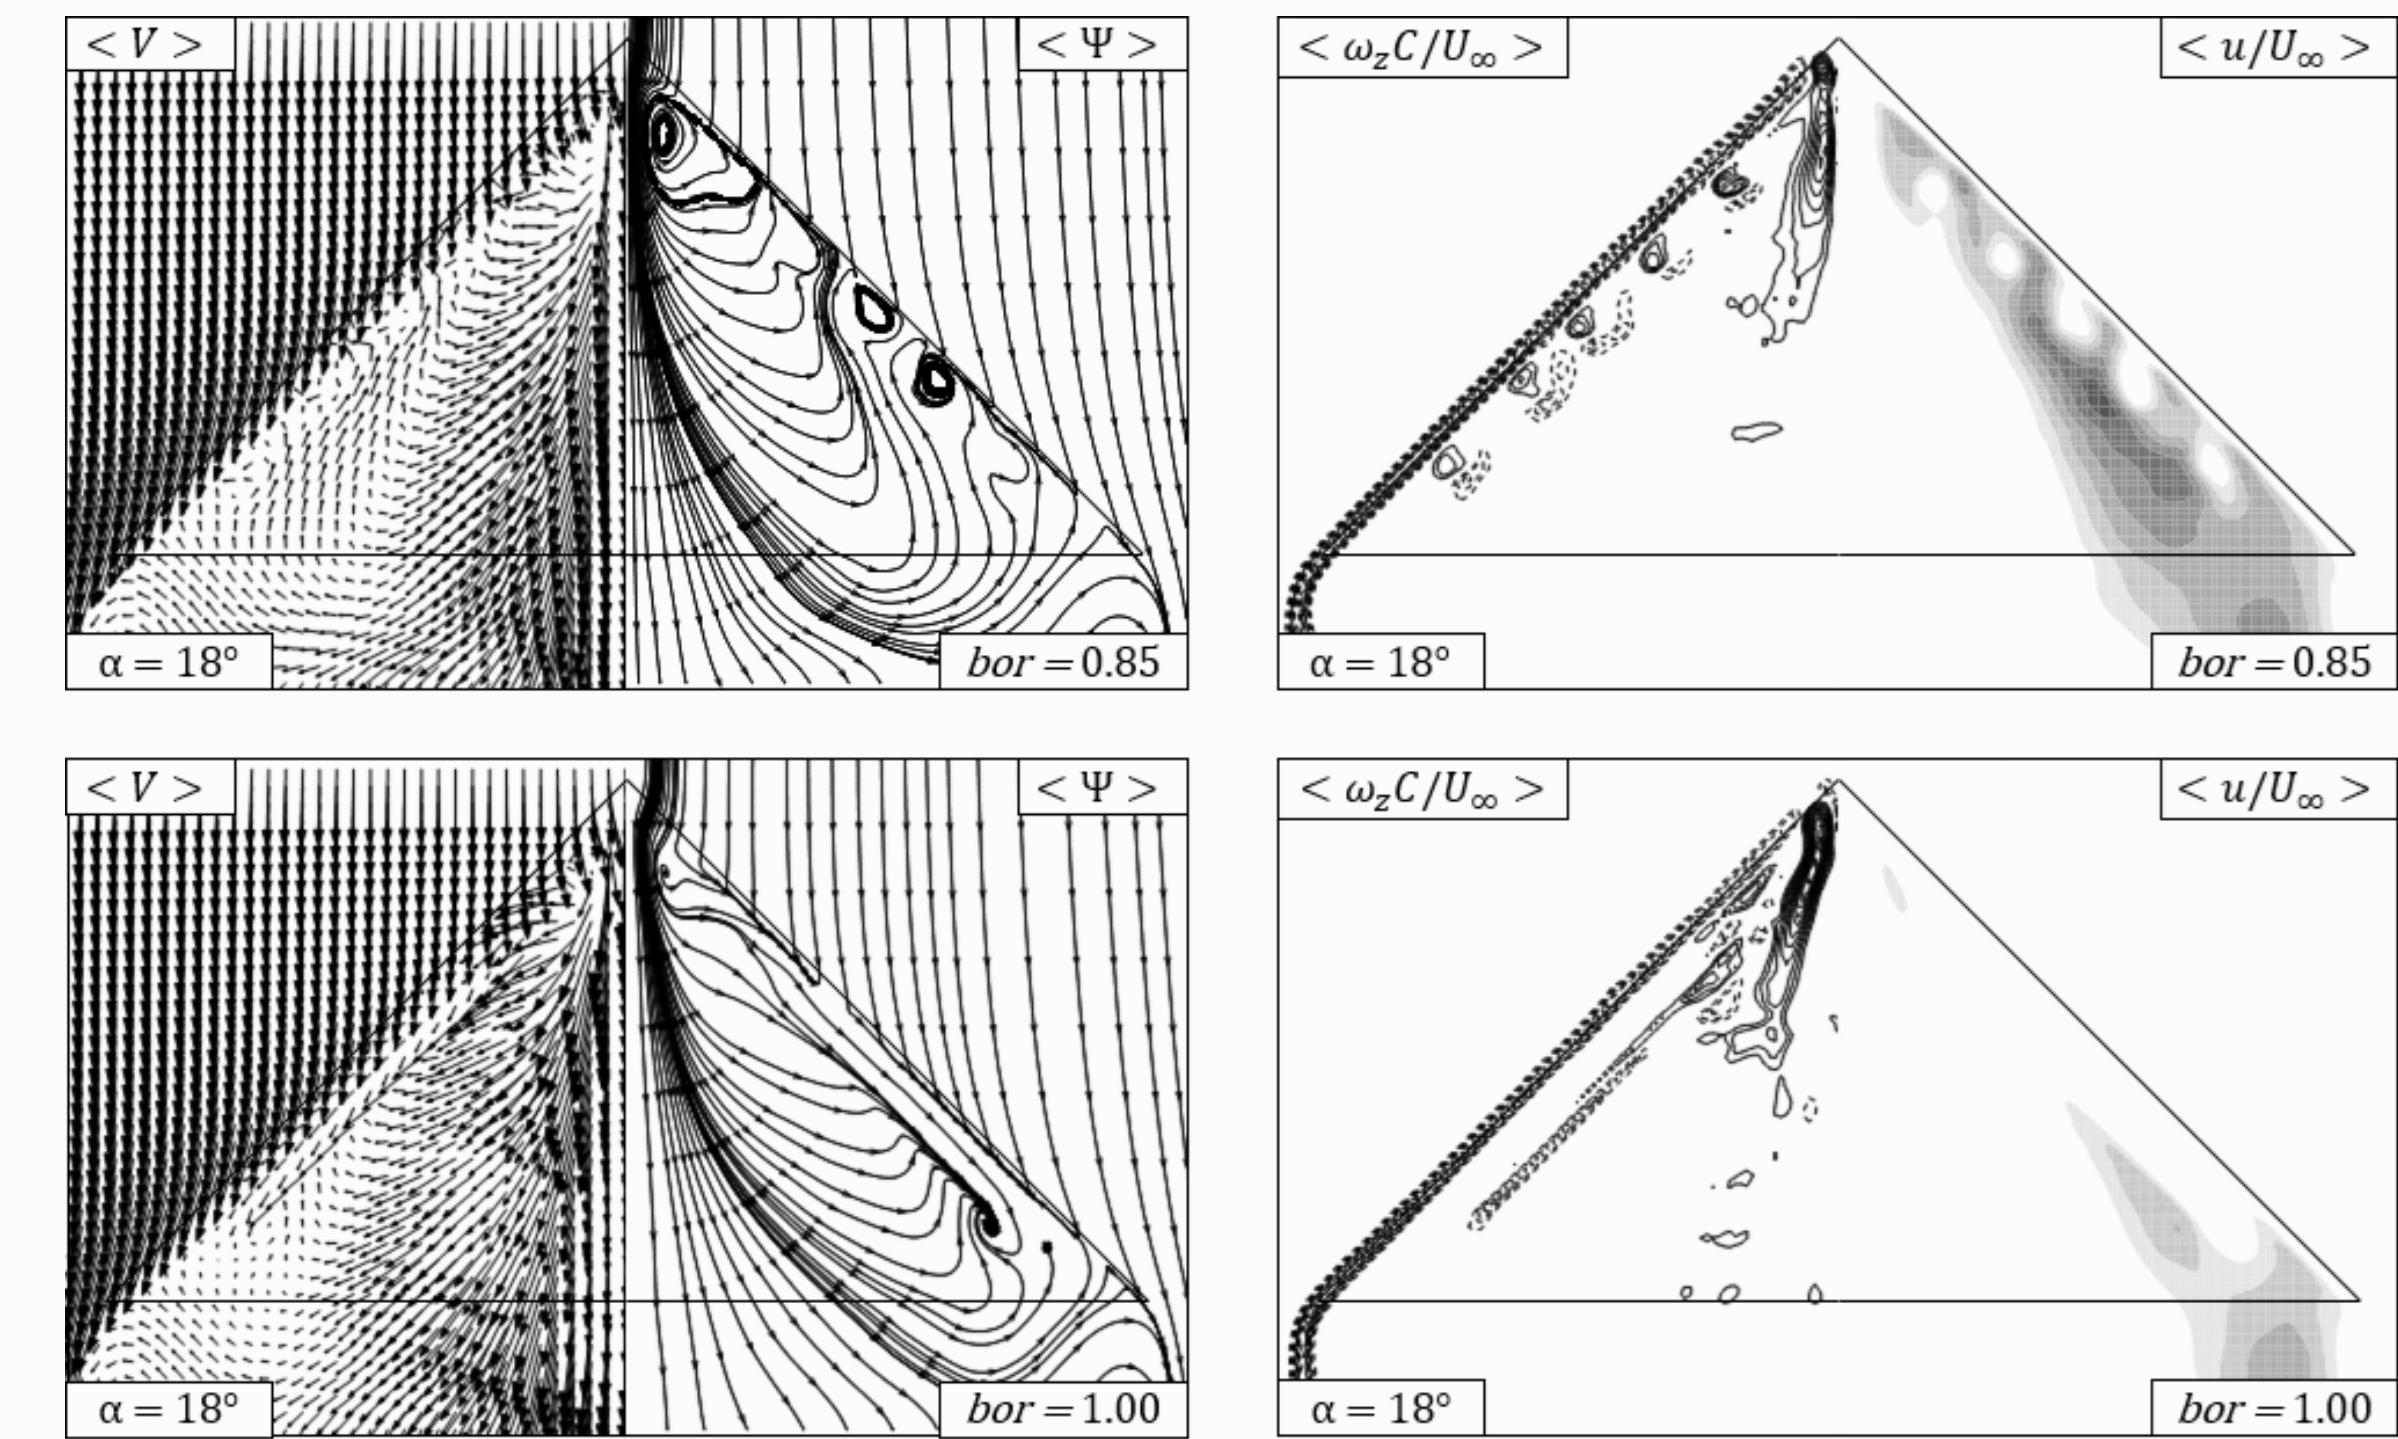 < V >
< Ψ >
α = 18°
bor = 0.85
< ω_z C/U_∞ >
< u/U_∞ >
α = 18°
bor = 0.85
< V >
< Ψ >
α = 18°
bor = 1.00
< ω_z C/U_∞ >
< u/U_∞ >
α = 18°
bor = 1.00